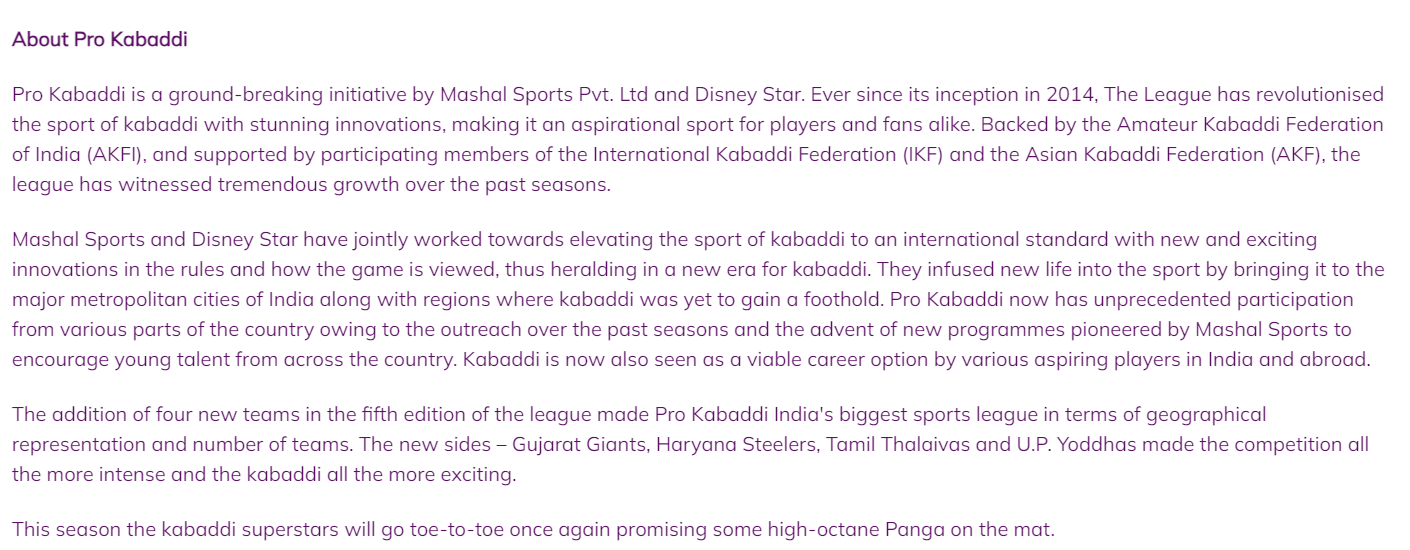 About Pro Kabaddi
Pro Kabaddi is a ground-breaking initiative by Mashal Sports Pvt. Ltd and Disney Star. Ever since its inception in 2014, The League has revolutionised
the sport of kabaddi with stunning innovations, making it an aspirational sport for players and fans alike. Backed by the Amateur Kabaddi Federation
of India (AKFI), and supported by participating members of the International Kabaddi Federation (IKF) and the Asian Kabaddi Federation (AKF), the
league has witnessed tremendous growth over the past seasons.
Mashal Sports and Disney Star have jointly worked towards elevating the sport of kabaddi to an international standard with new and exciting
innovations in the rules and how the game is viewed, thus heralding in a new era for kabaddi. They infused new life into the sport by bringing it to the
major metropolitan cities of India along with regions where kabaddi was yet to gain a foothold. Pro Kabaddi now has unprecedented participation
from various parts of the country owing to the outreach over the past seasons and the advent of new programmes pioneered by Mashal Sports to
encourage young talent from across the country. Kabaddi is now also seen as a viable career option by various aspiring players in India and abroad.
The addition of four new teams in the fifth edition of the league made Pro Kabaddi India's biggest sports league in terms of geographical
representation and number of teams. The new sides – Gujarat Giants, Haryana Steelers, Tamil Thalaivas and U.P. Yoddhas made the competition all
the more intense and the kabaddi all the more exciting.
This season the kabaddi superstars will go toe-to-toe once again promising some high-octane Panga on the mat.